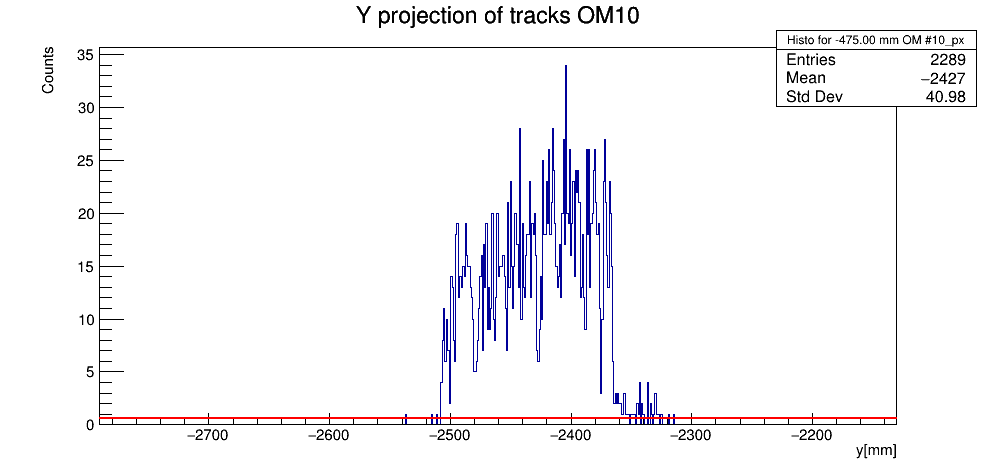 Y projection of tracks OM10
Histo for -475.00 mm OM #10_px
Entries 2289
Mean −2427
Std Dev 40.98
Counts
35
30
25
20
15
10
5
0
−2700 −2600 −2500 −2400 −2300 −2200
y[mm]